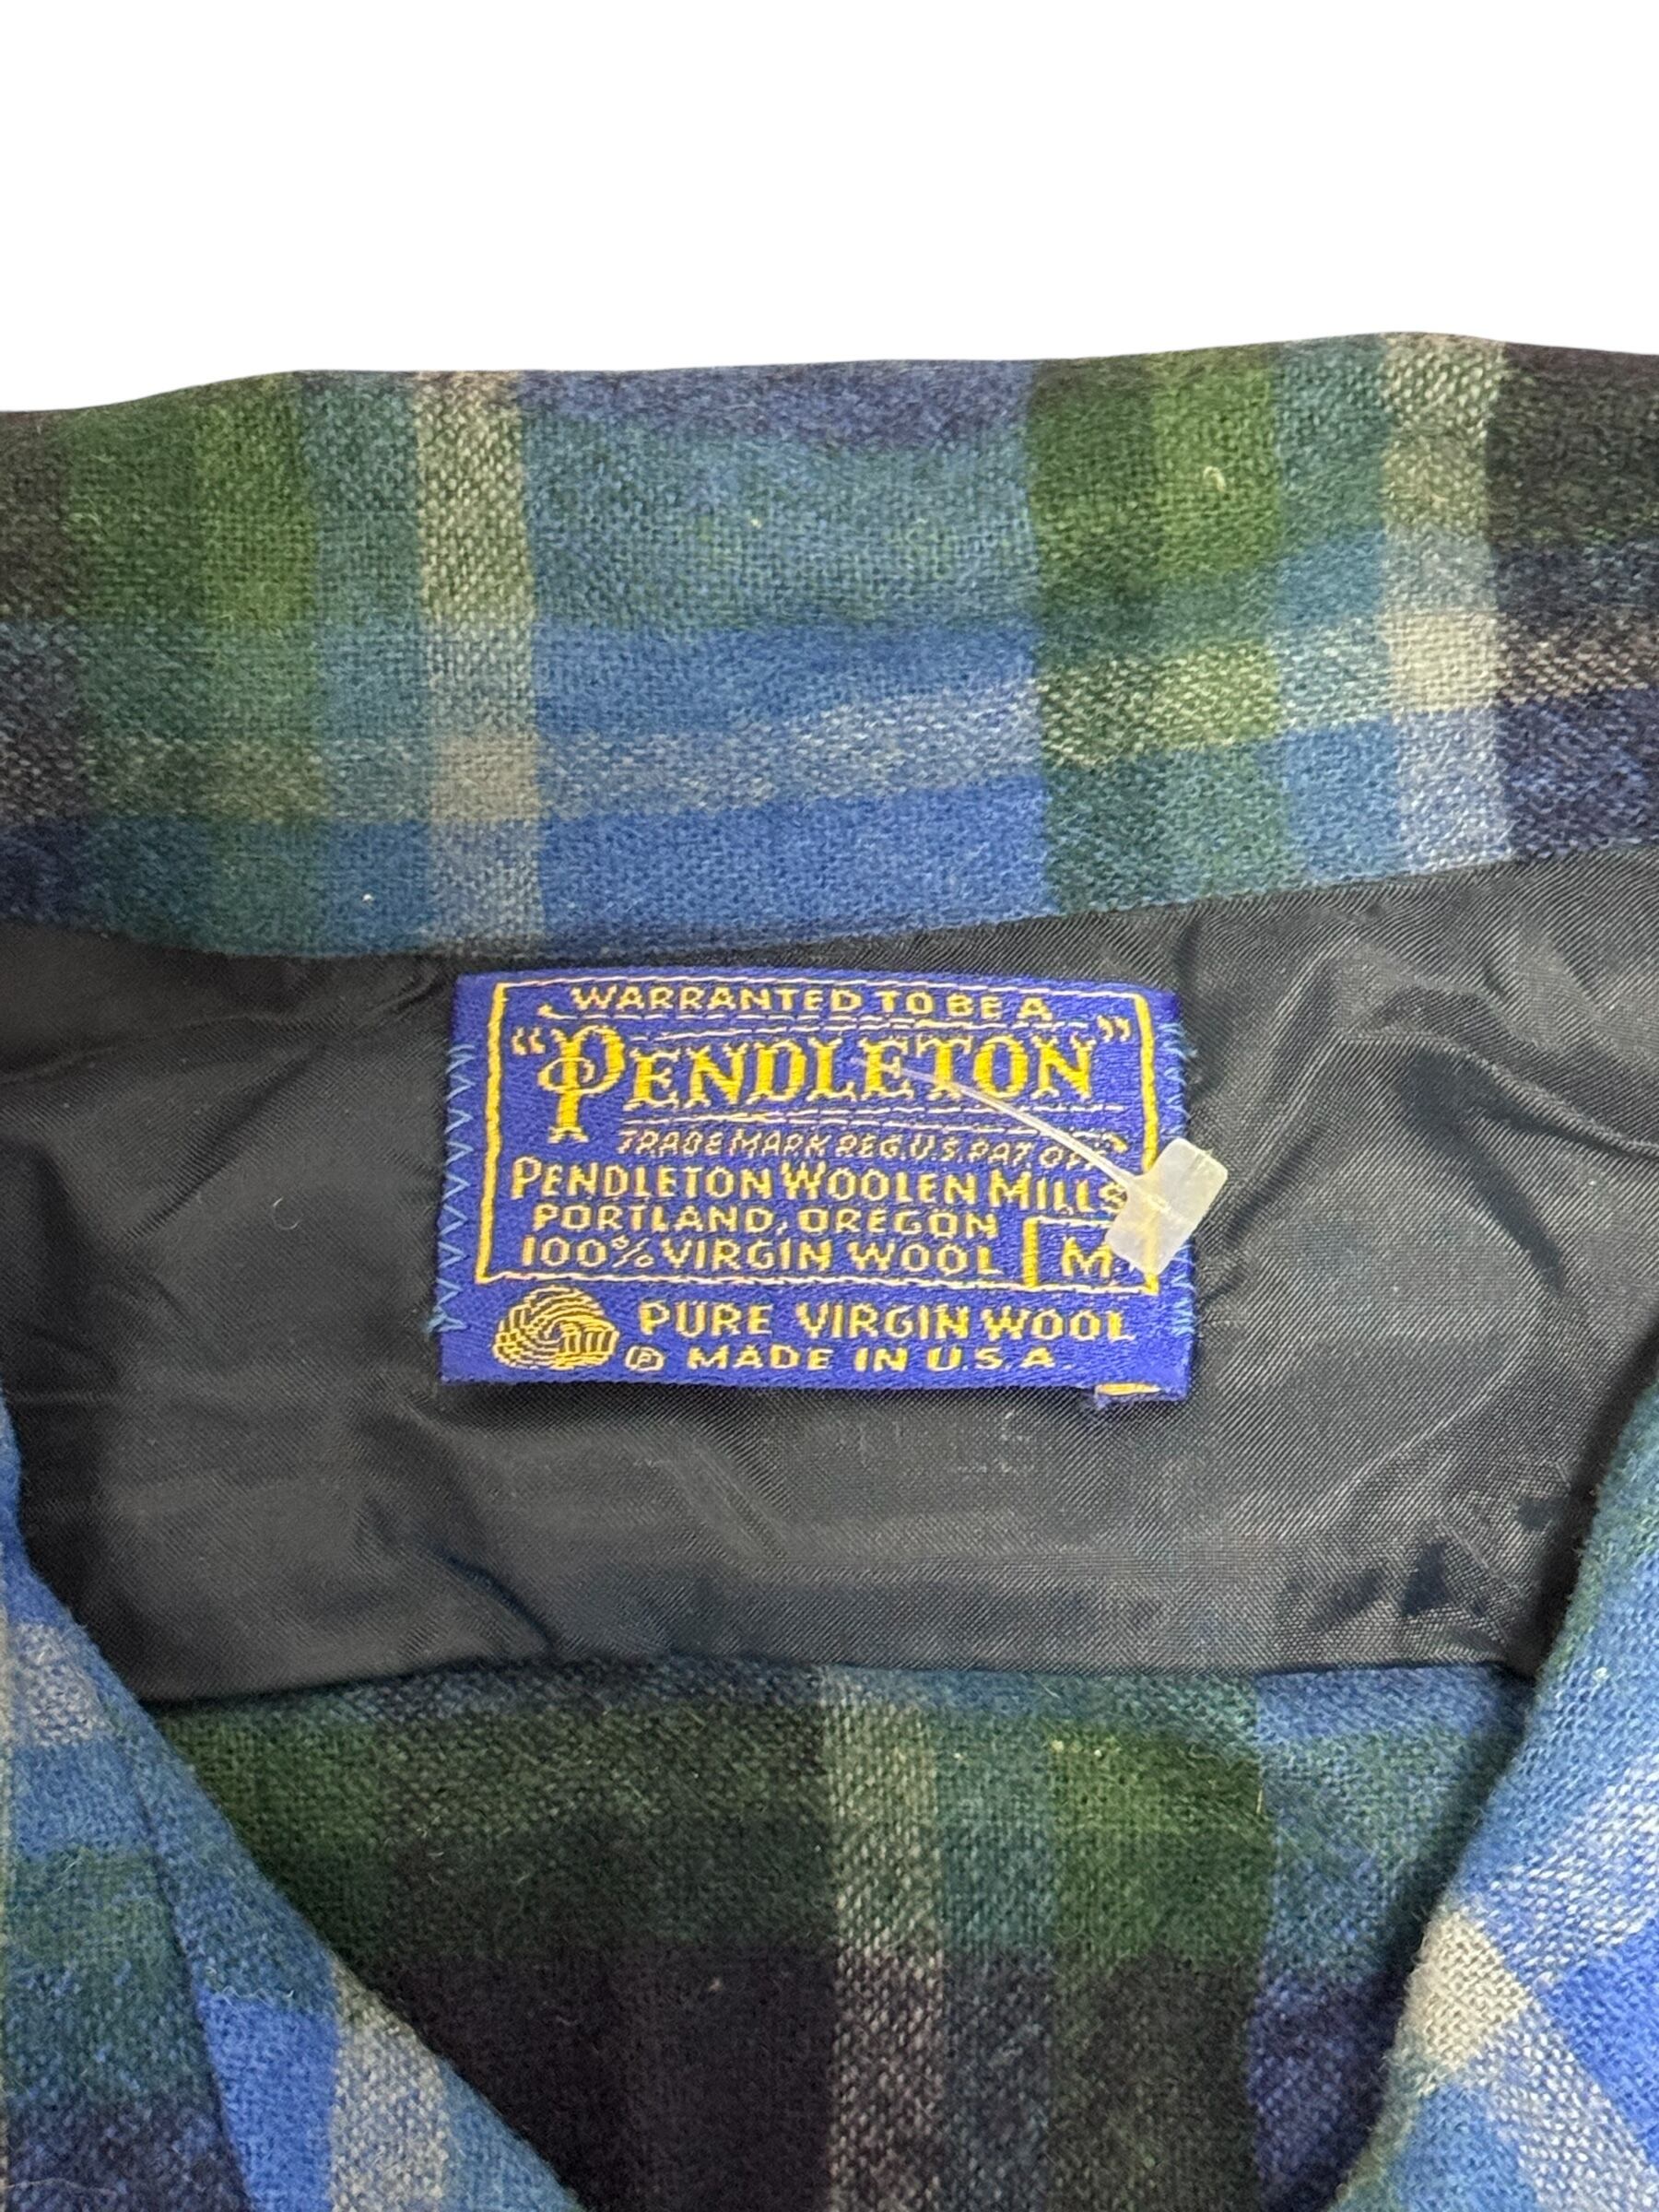 WARRANTED TO BE A
"PENDLETON"
TRADE MARK REG. U.S. PAT. OFF.
PENDLETON WOOLEN MILLS
PORTLAND, OREGON
100% VIRGIN WOOL M.
PURE VIRGIN WOOL
® MADE IN U.S.A.